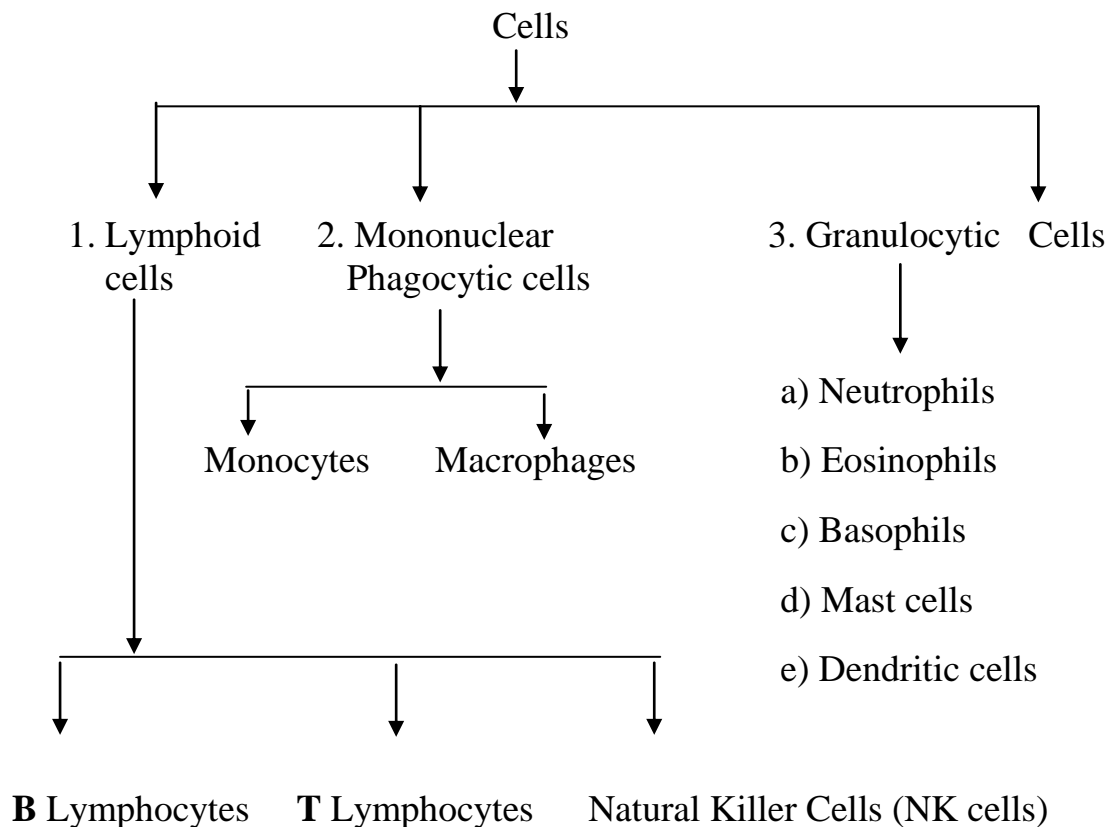 Cells
1. Lymphoid cells
2. Mononuclear Phagocytic cells
3. Granulocytic Cells
Monocytes
Macrophages
a) Neutrophils
b) Eosinophils
c) Basophils
d) Mast cells
e) Dendritic cells
B Lymphocytes
T Lymphocytes
Natural Killer Cells (NK cells)